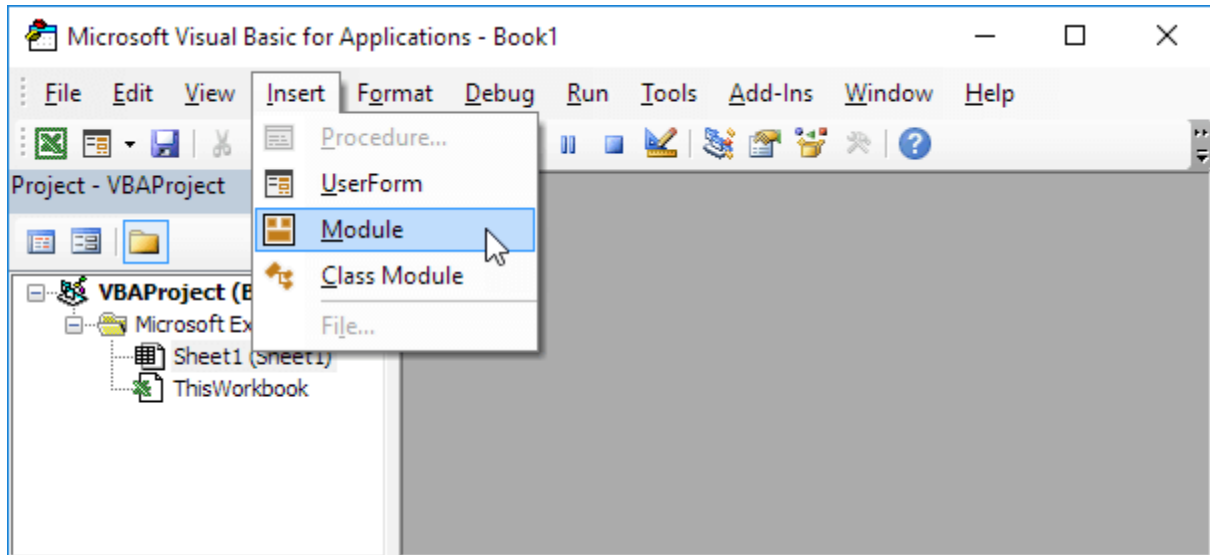 Microsoft Visual Basic for Applications - Book1
File Edit View Insert Format Debug Run Tools Add-Ins Window Help
Procedure...
Project - VBAProject
UserForm
Module
Class Module
VBAProject (
Microsoft Ex
File...
Sheet1 (Sheet1)
ThisWorkbook